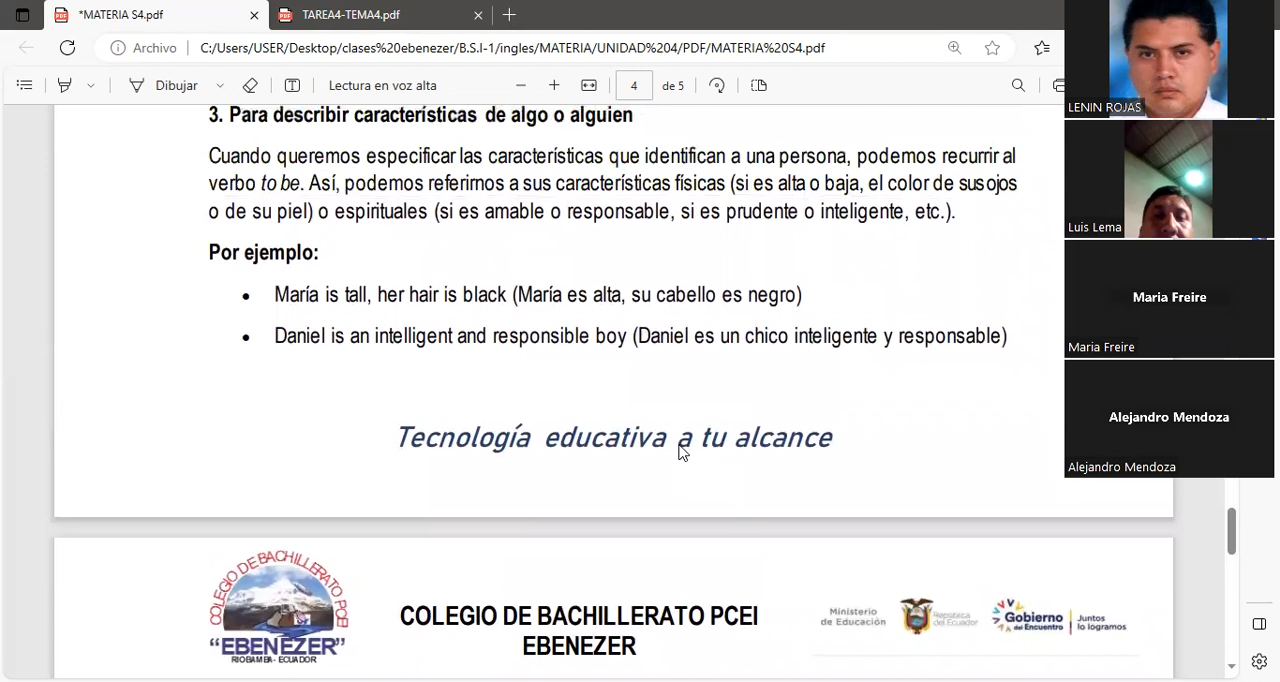 *MATERIA S4.pdf
TAREA4-TEMA4.pdf
Archivo
C:/Users/USER/Desktop/clases%20ebenezer/B.S.I-1/ingles/MATERIA/UNIDAD%204/PDF/MATERIA%20S4.pdf
Dibujar
Lectura en voz alta
4
de 5
3. Para describir características de algo o alguien
Cuando queremos especificar las características que identifican a una persona, podemos recurrir al
verbo to be. Así, podemos referirnos a sus características físicas (si es alta o baja, el color de sus ojos
o de su piel) o espirituales (si es amable o responsable, si es prudente o inteligente, etc.).
Por ejemplo:
• María is tall, her hair is black (María es alta, su cabello es negro)
• Daniel is an intelligent and responsible boy (Daniel es un chico inteligente y responsable)
Tecnología educativa a tu alcance
COLEGIO DE BACHILLERATO PCEI
"EBENEZER"
RIOBAMBA - ECUADOR
COLEGIO DE BACHILLERATO PCEI
EBENEZER
Ministerio
de Educación
República
del Ecuador
Gobierno
del Encuentro
Juntos
lo logramos
LENIN ROJAS
Luis Lema
Maria Freire
Maria Freire
Alejandro Mendoza
Alejandro Mendoza